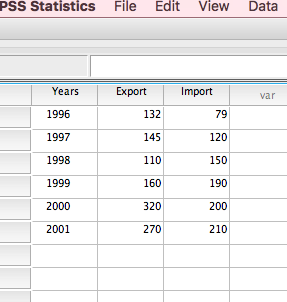 PSS Statistics File Edit View Data
Years Export Import var
1996 132 79
1997 145 120
1998 110 150
1999 160 190
2000 320 200
2001 270 210